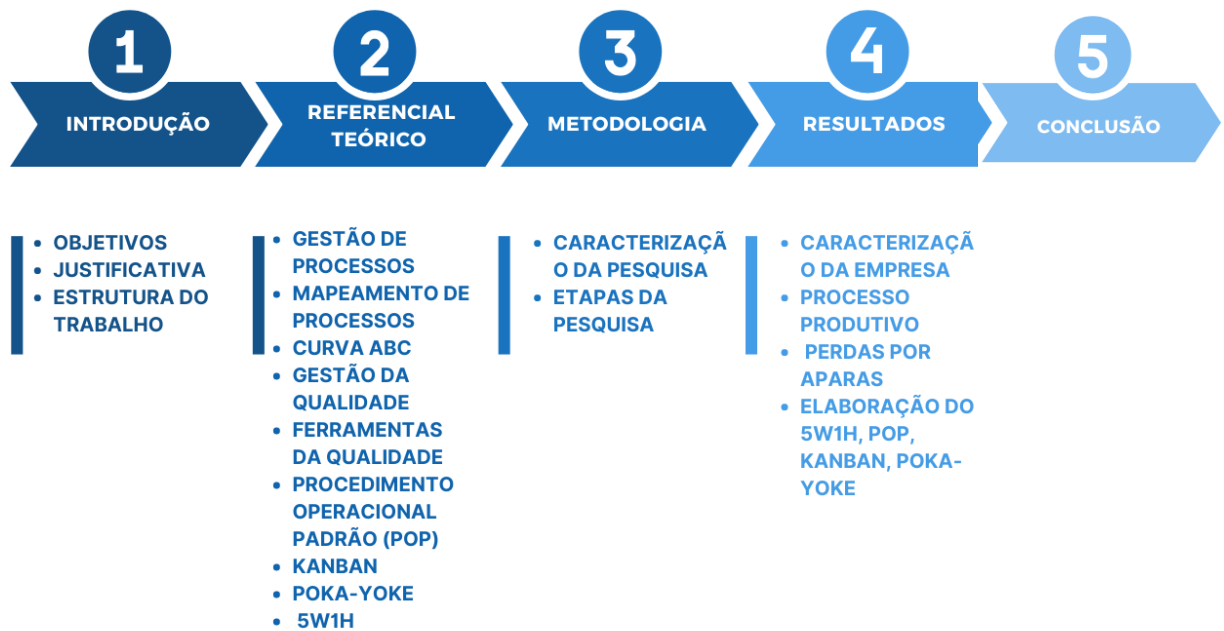 1
INTRODUÇÃO
2
REFERENCIAL
TEÓRICO
3
METODOLOGIA
4
RESULTADOS
5
CONCLUSÃO
• OBJETIVOS
• JUSTIFICATIVA
• ESTRUTURA DO
TRABALHO
• GESTÃO DE
PROCESSOS
• MAPEAMENTO DE
PROCESSOS
• CURVA ABC
• GESTÃO DA
QUALIDADE
• FERRAMENTAS
DA QUALIDADE
• PROCEDIMENTO
OPERACIONAL
PADRÃO (POP)
• KANBAN
• POKA-YOKE
• 5W1H
• CARACTERIZAÇÃ
O DA PESQUISA
• ETAPAS DA
PESQUISA
• CARACTERIZAÇÃ
O DA EMPRESA
• PROCESSO
PRODUTIVO
• PERDAS POR
APARAS
• ELABORAÇÃO DO
5W1H, POP,
KANBAN, POKA-
YOKE